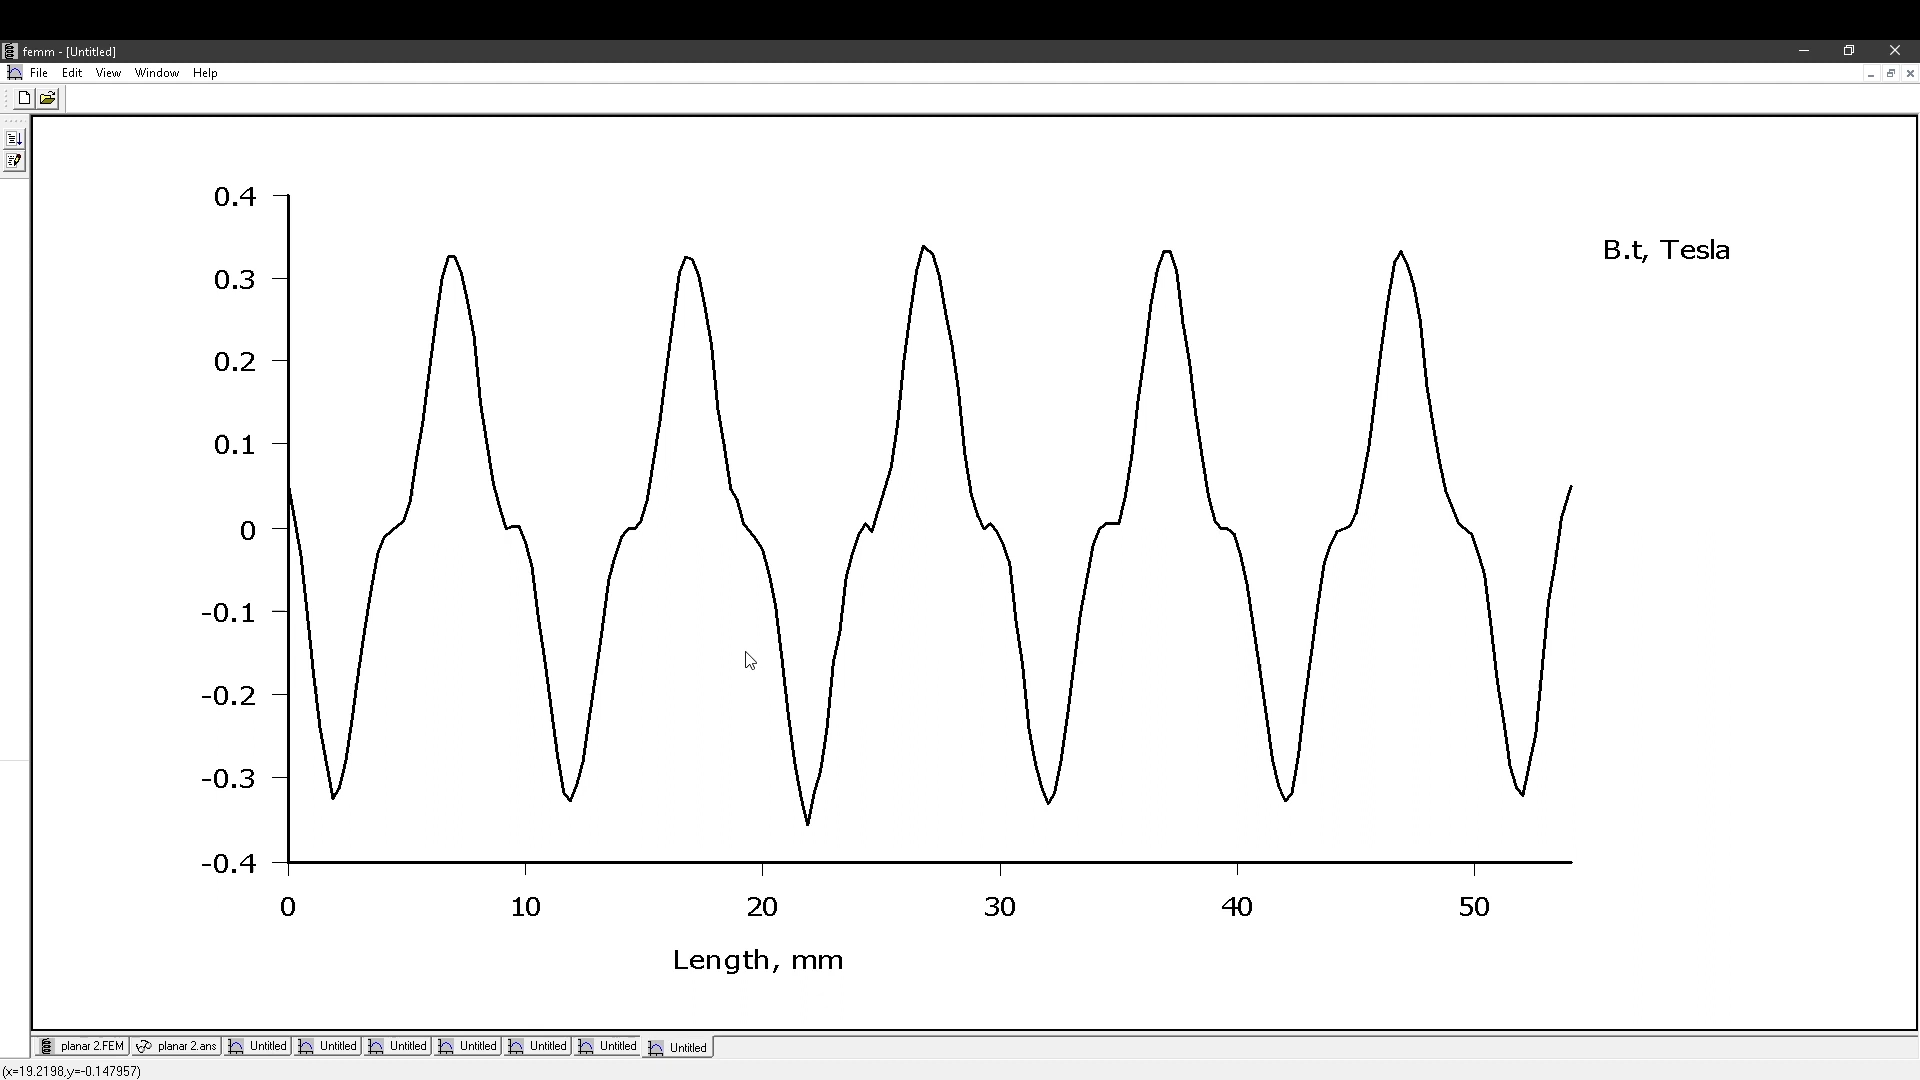 femm - [Untitled]
File Edit View Window Help
0.4
0.3
0.2
0.1
0
-0.1
-0.2
-0.3
-0.4
B.t, Tesla
0 10 20 30 40 50
Length, mm
planar 2.FEM planar 2.ans Untitled Untitled Untitled Untitled Untitled Untitled Untitled
(x=19.2198,y=-0.147957)